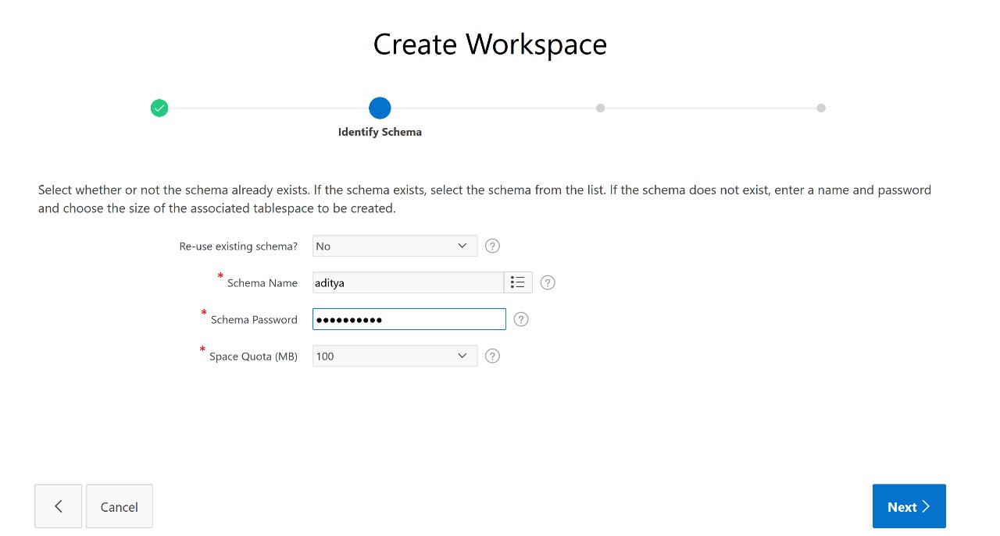 Create Workspace
Identify Schema
Select whether or not the schema already exists. If the schema exists, select the schema from the list. If the schema does not exist, enter a name and password
and choose the size of the associated tablespace to be created.
Re-use existing schema? No ?
* Schema Name aditya ?
* Schema Password •••••••••• ?
* Space Quota (MB) 100 ?
Cancel Next